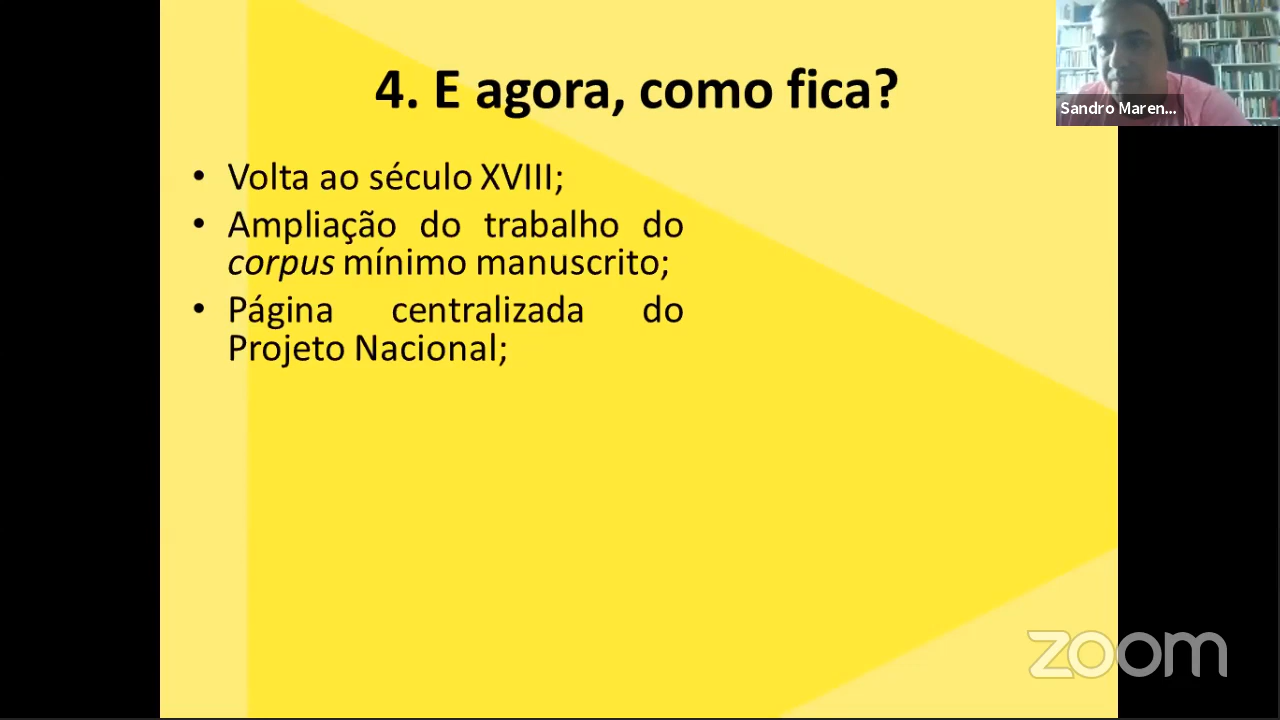 4. E agora, como fica?
Sandro Maren...
• Volta ao século XVIII;
• Ampliação do trabalho do
corpus mínimo manuscrito;
• Página centralizada do
Projeto Nacional;
zoom